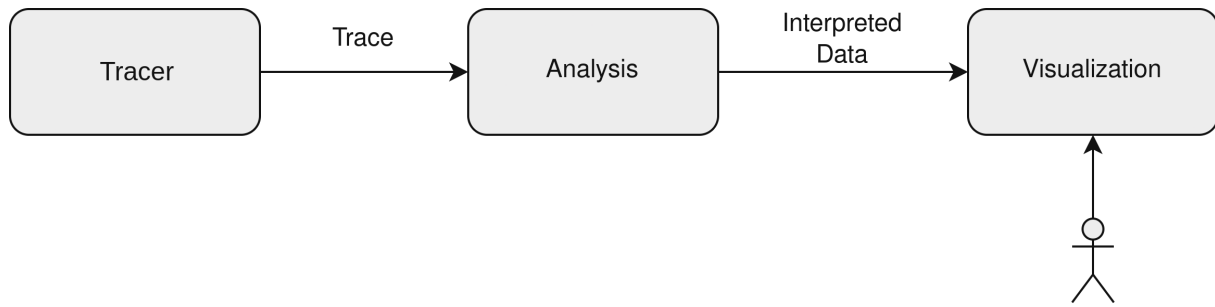 Tracer
Trace
Analysis
Interpreted
Data
Visualization